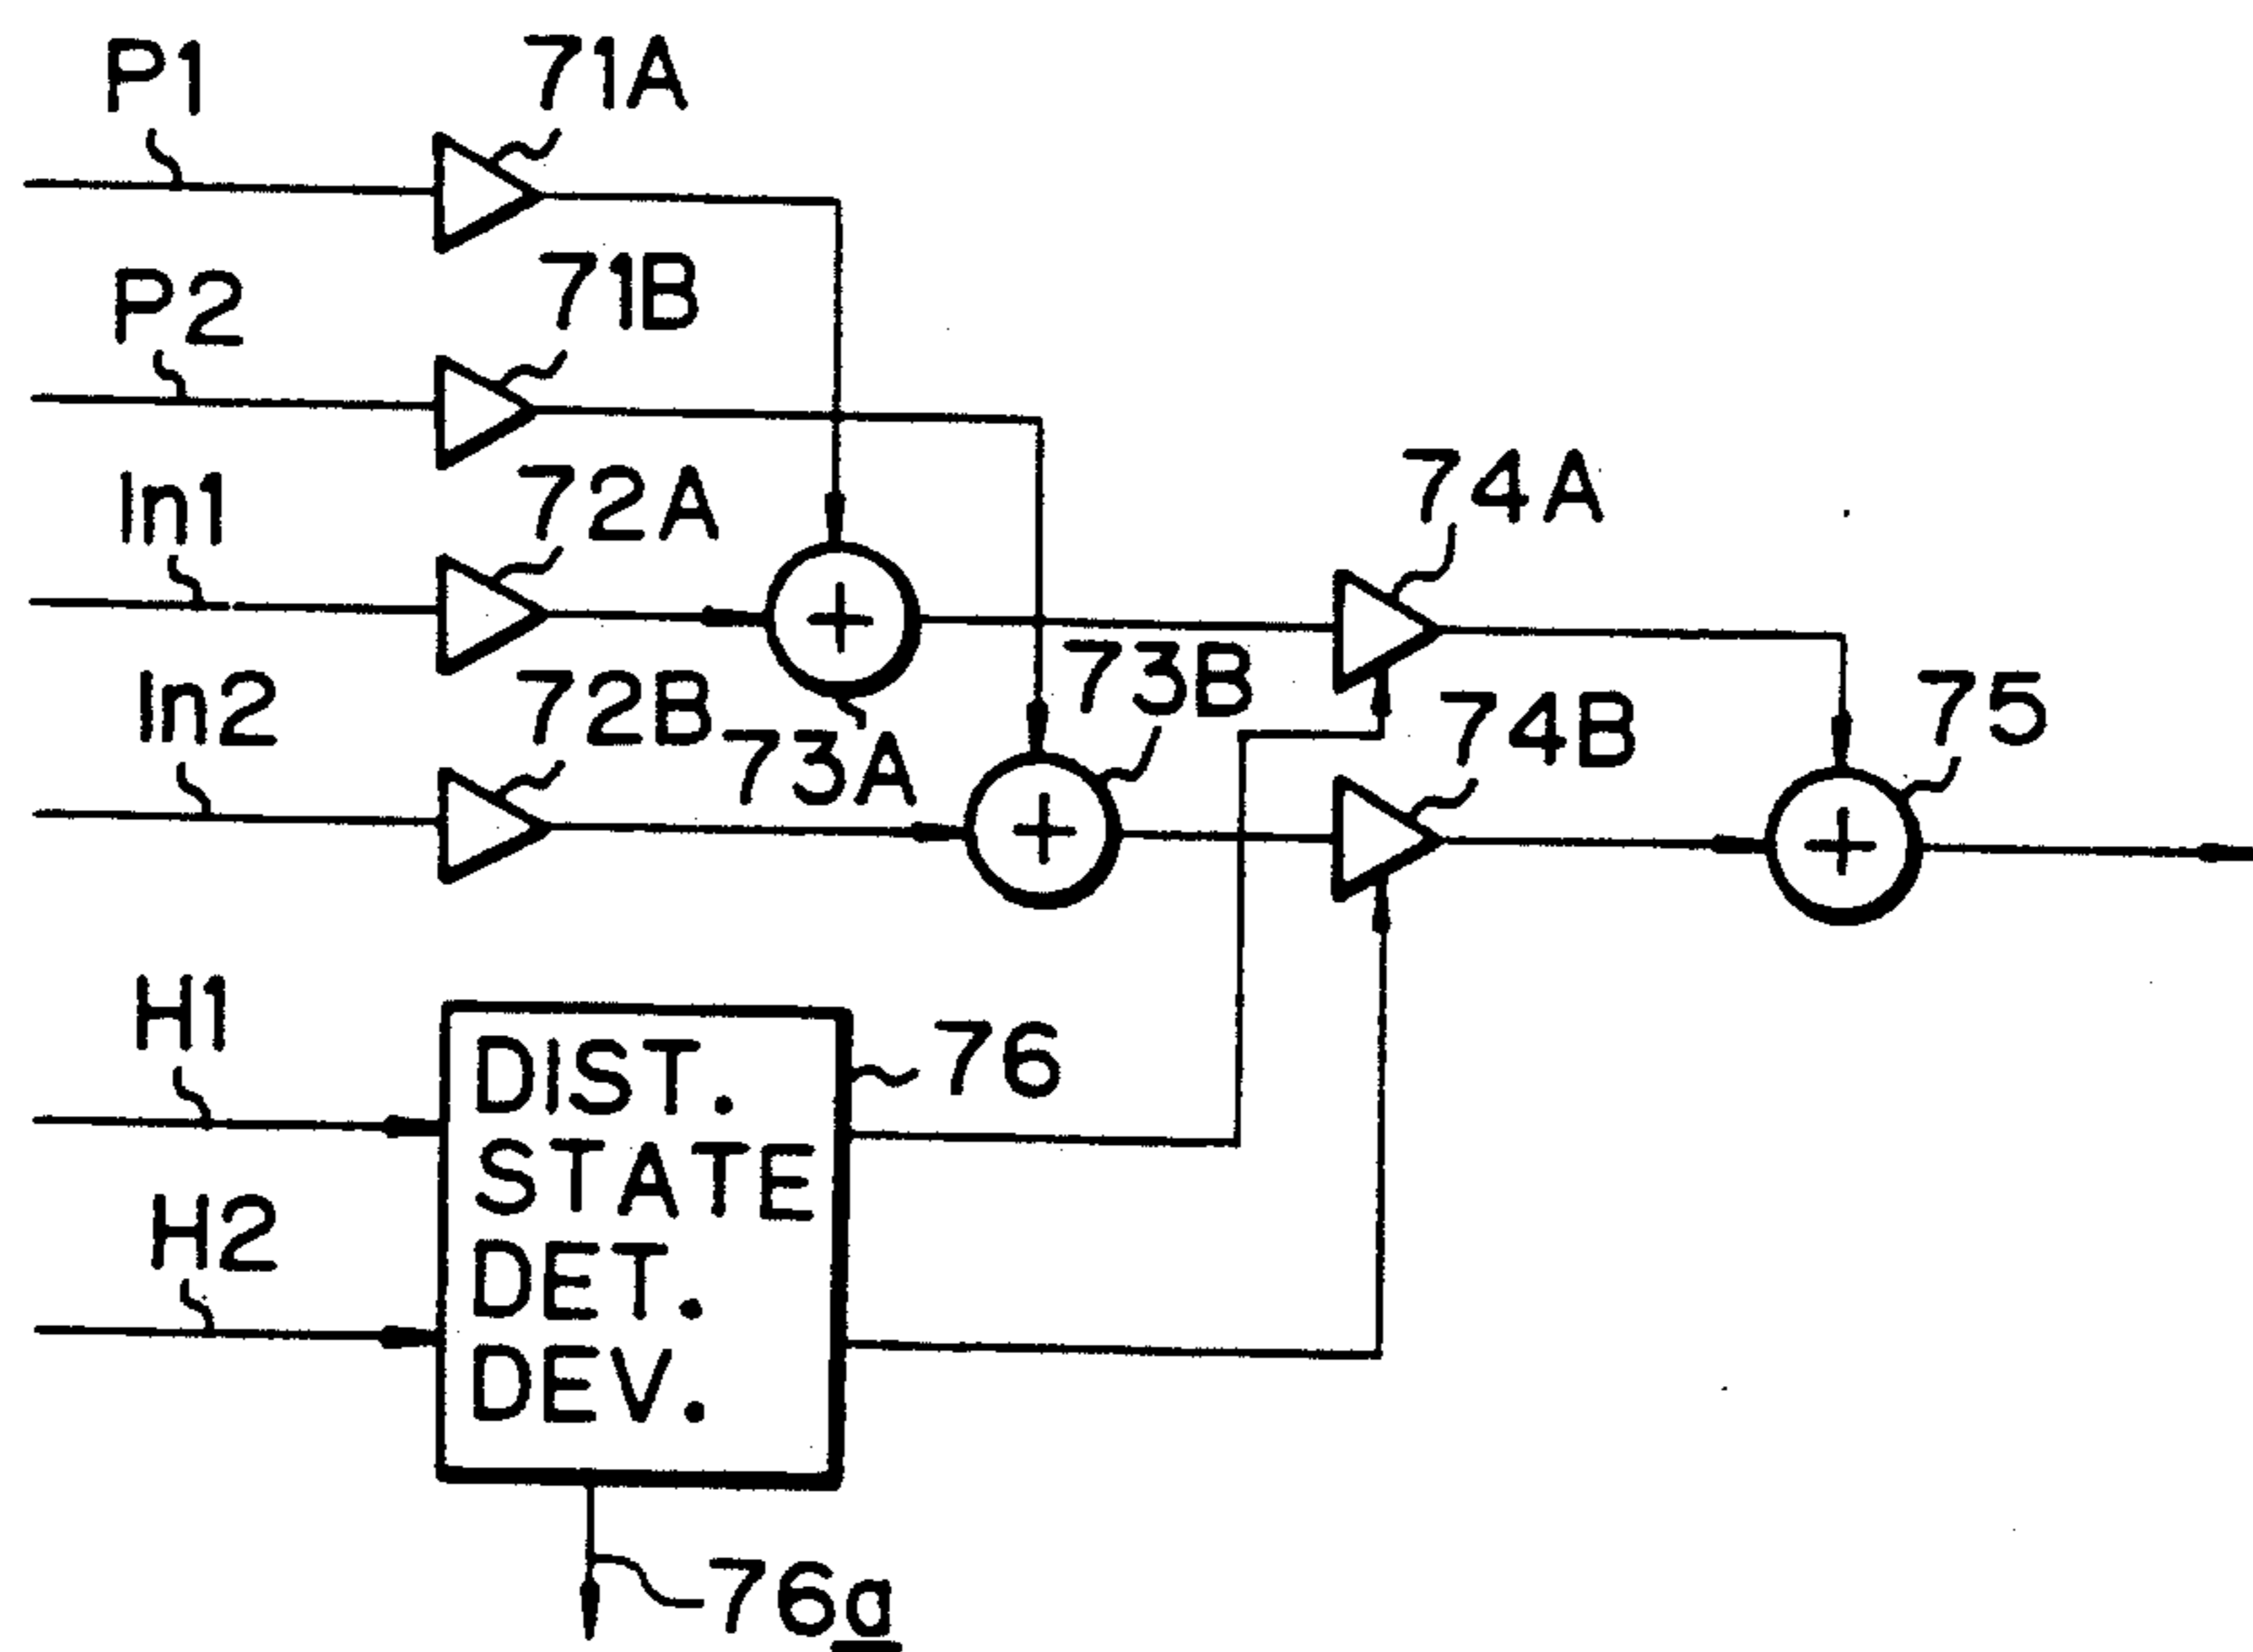 P1
71A
P2
71B
In1
72A
74A
In2
72B
73A
73B
74B
75
H1
DIST.
STATE
DET.
DEV.
76
H2
76a